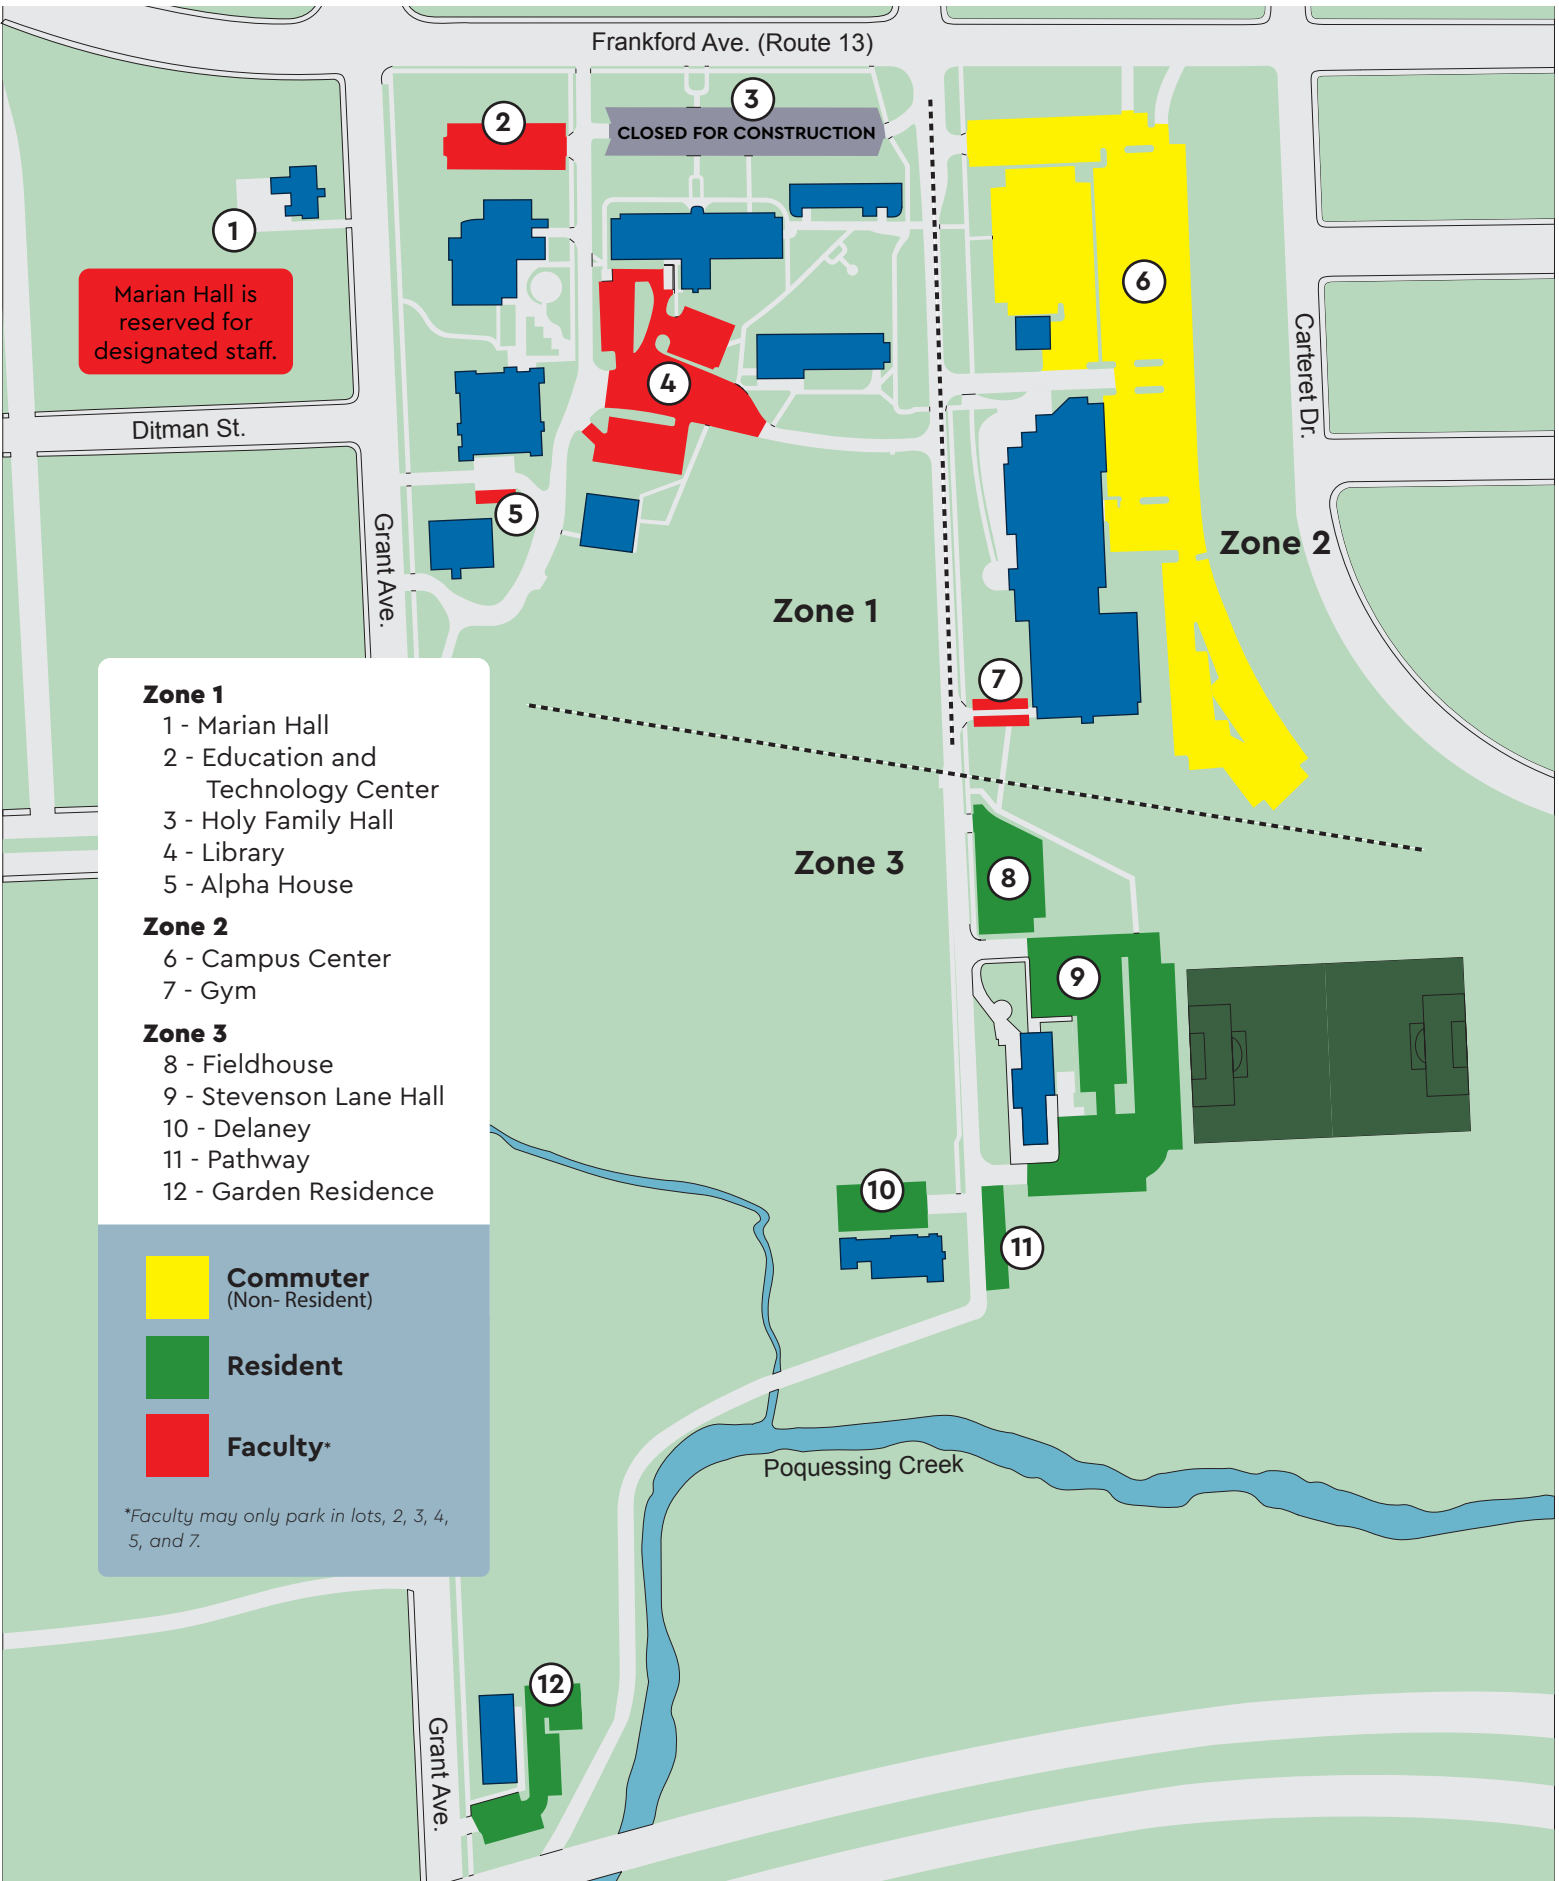 Frankford Ave. (Route 13)
3
2
CLOSED FOR CONSTRUCTION
1
6
Marian Hall is
reserved for
designated staff.
4
Carteret Dr.
Ditman St.
5
Grant Ave.
Zone 2
Zone 1
7
Zone 1
1 - Marian Hall
2 - Education and
Technology Center
3 - Holy Family Hall
4 - Library
5 - Alpha House
Zone 2
6 - Campus Center
7 - Gym
Zone 3
8 - Fieldhouse
9 - Stevenson Lane Hall
10 - Delaney
11 - Pathway
12 - Garden Residence
Zone 3
8
9
10
11
Commuter
(Non- Resident)
Resident
Faculty*
*Faculty may only park in lots, 2, 3, 4,
5, and 7.
Poquessing Creek
12
Grant Ave.